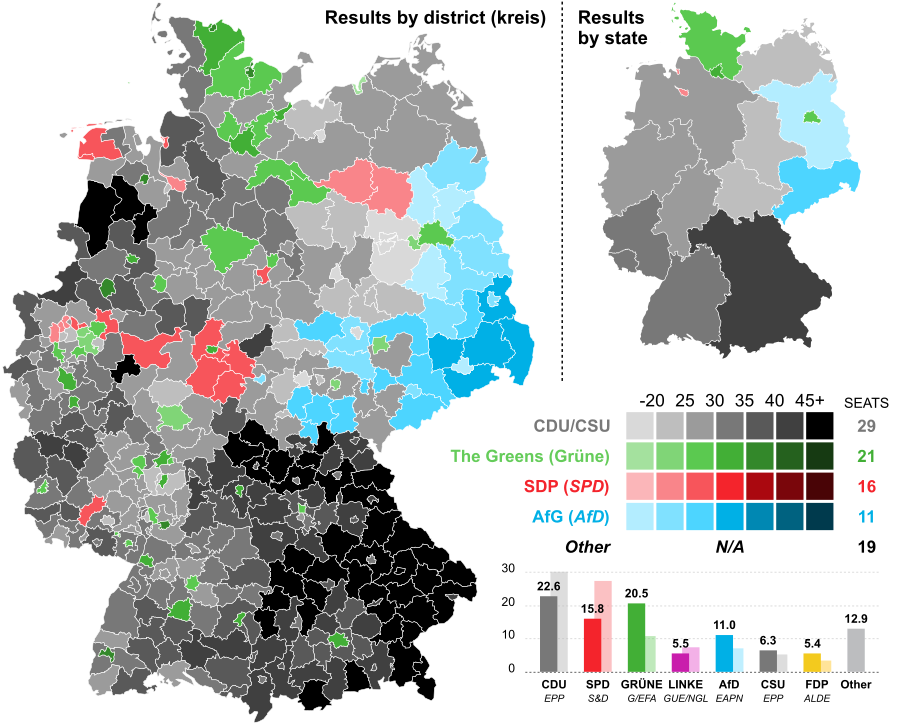 Results by district (kreis)
Results
by state
-20 25 30 35 40 45+
SEATS
CDU/CSU 29
The Greens (Grüne) 21
SDP (SPD) 16
AfG (AfD) 11
Other N/A 19
30
20
10
0
22.6
15.8
20.5
5.5
11.0
6.3
5.4
12.9
CDU SPD GRÜNE LINKE AfD CSU FDP Other
EPP S&D G/EFA GUE/NGL EAPN EPP ALDE